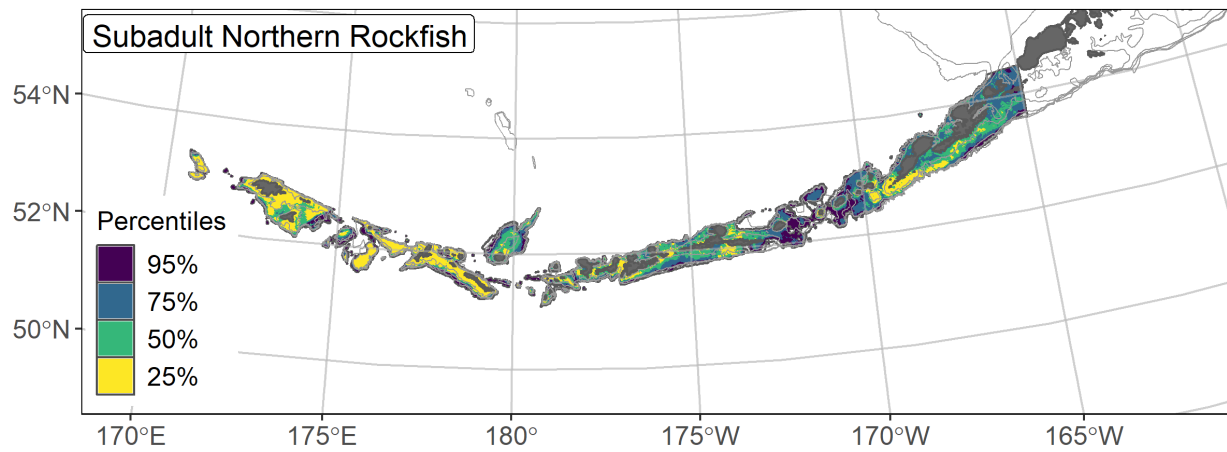 Subadult Northern Rockfish
54°N
52°N
50°N
Percentiles
95%
75%
50%
25%
170°E
175°E
180°
175°W
170°W
165°W